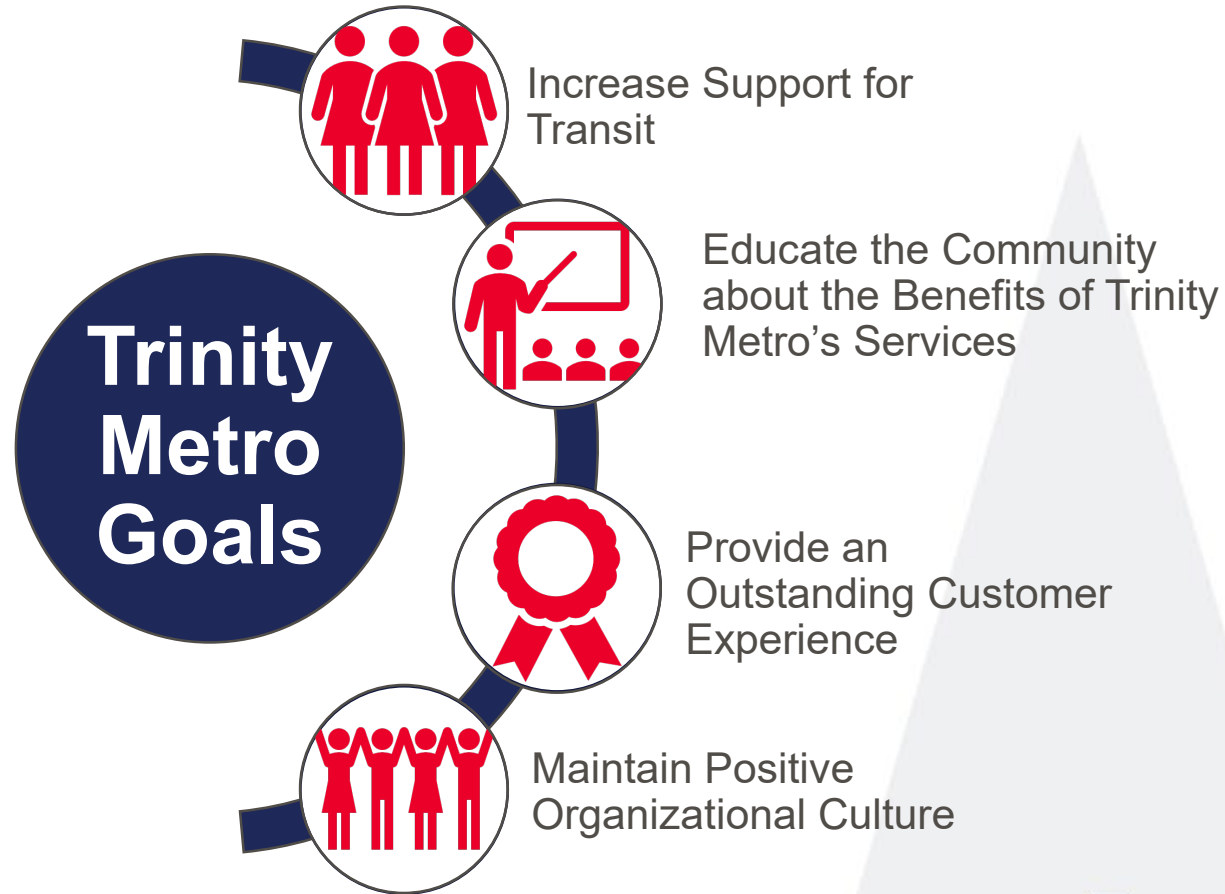 Trinity
Metro
Goals
Increase Support for
Transit
Educate the Community
about the Benefits of Trinity
Metro’s Services
Provide an
Outstanding Customer
Experience
Maintain Positive
Organizational Culture